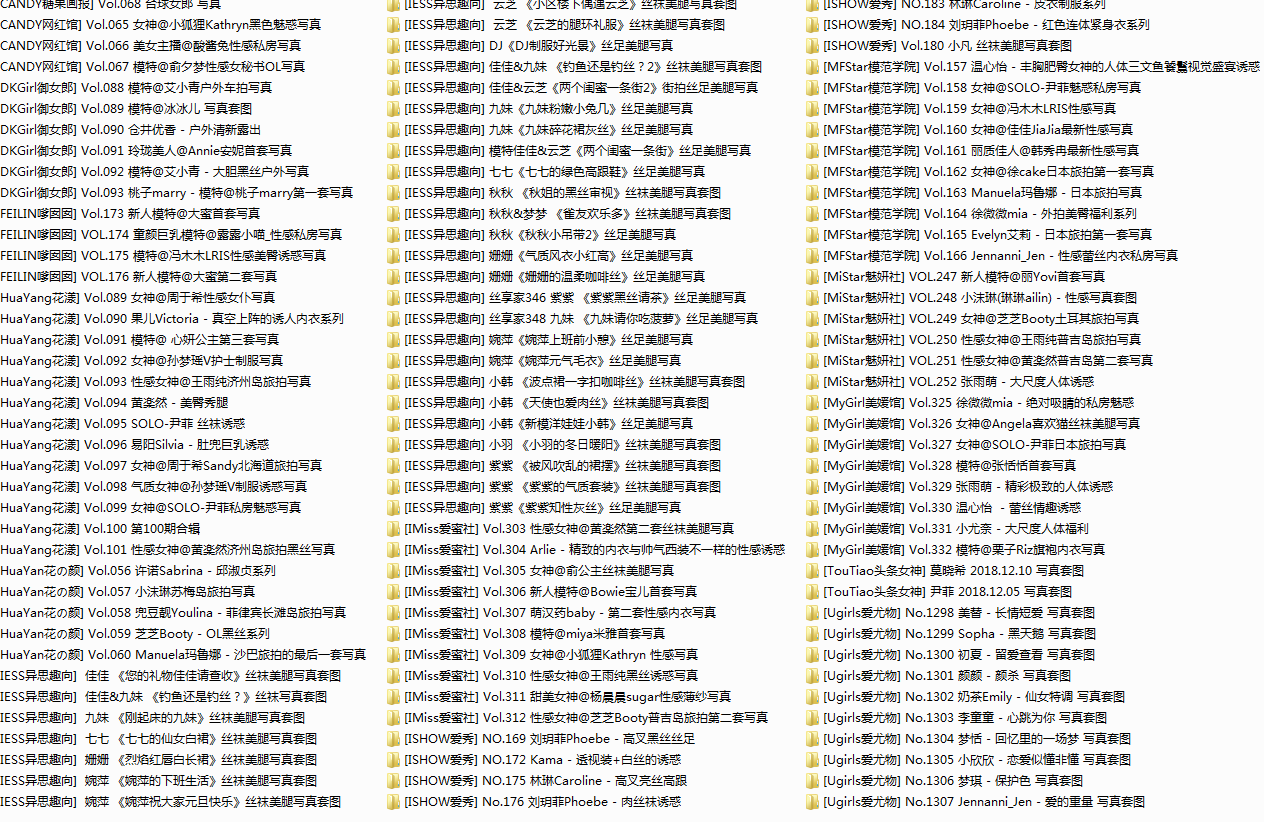 CANDY糖果画报] Vol.068 台球女郎 写真
CANDY网红馆] Vol.065 女神@小狐狸Kathryn黑色魅惑写真
CANDY网红馆] Vol.066 美女主播@酸酱兔性感私房写真
CANDY网红馆] Vol.067 模特@俞夕梦性感女秘书OL写真
DKGirl御女郎] Vol.088 模特@艾小青户外车拍写真
DKGirl御女郎] Vol.089 模特@冰冰儿 写真套图
DKGirl御女郎] Vol.090 仓井优香 - 户外清新露出
DKGirl御女郎] Vol.091 玲珑美人@Annie安妮首套写真
DKGirl御女郎] Vol.092 模特@艾小青 - 大胆黑丝户外写真
DKGirl御女郎] Vol.093 桃子marry - 模特@桃子marry第一套写真
FEILIN嗲囡囡] Vol.173 新人模特@大蜜首套写真
FEILIN嗲囡囡] VOL.174 童颜巨乳模特@露露小喵_性感私房写真
FEILIN嗲囡囡] VOL.175 模特@冯木木LRIS性感美臀诱惑写真
FEILIN嗲囡囡] VOL.176 新人模特@大蜜第二套写真
HuaYang花漾] Vol.089 女神@周于希性感女仆写真
HuaYang花漾] Vol.090 果儿Victoria - 真空上阵的诱人内衣系列
HuaYang花漾] Vol.091 模特@ 心妍公主第三套写真
HuaYang花漾] Vol.092 女神@孙梦瑶V护士制服写真
HuaYang花漾] Vol.093 性感女神@王雨纯济州岛旅拍写真
HuaYang花漾] Vol.094 黄楽然 - 美臀秀腿
HuaYang花漾] Vol.095 SOLO-尹菲 丝袜诱惑
HuaYang花漾] Vol.096 易阳Silvia - 肚兜巨乳诱惑
HuaYang花漾] Vol.097 女神@周于希Sandy北海道旅拍写真
HuaYang花漾] Vol.098 气质女神@孙梦瑶V制服诱惑写真
HuaYang花漾] Vol.099 女神@SOLO-尹菲私房魅惑写真
HuaYang花漾] Vol.100 第100期合辑
HuaYang花漾] Vol.101 性感女神@黄楽然济州岛旅拍黑丝写真
HuaYan花の颜] Vol.056 许诺Sabrina - 邱淑贞系列
HuaYan花の颜] Vol.057 小沫琳苏梅岛旅拍写真
HuaYan花の颜] Vol.058 兜豆靓Youlina - 菲律宾长滩岛旅拍写真
HuaYan花の颜] Vol.059 芝芝Booty - OL黑丝系列
HuaYan花の颜] Vol.060 Manuela玛鲁娜 - 沙巴旅拍的最后一套写真
IESS异思趣向] 佳佳 《您的礼物佳佳请查收》丝袜美腿写真套图
IESS异思趣向] 佳佳&九妹 《钓鱼还是钓丝？》丝袜写真套图
IESS异思趣向] 九妹 《刚起床的九妹》丝袜美腿写真套图
IESS异思趣向] 七七 《七七的仙女白裙》丝袜美腿写真套图
IESS异思趣向] 姗姗 《烈焰红唇白长裙》丝袜美腿写真套图
IESS异思趣向] 婉萍 《婉萍的下班生活》丝袜美腿写真套图
IESS异思趣向] 婉萍 《婉萍祝大家元旦快乐》丝袜美腿写真套图
[IESS异思趣向] 云芝 《小区楼下偶遇云芝》丝袜美腿写真套图
[IESS异思趣向] 云芝 《云芝的腿环礼服》丝袜美腿写真套图
[IESS异思趣向] DJ《DJ制服好光景》丝足美腿写真
[IESS异思趣向] 佳佳&九妹 《钓鱼还是钓丝？2》丝袜美腿写真套图
[IESS异思趣向] 佳佳&云芝《两个闺蜜一条街2》街拍丝足美腿写真
[IESS异思趣向] 九妹《九妹粉嫩小兔几》丝足美腿写真
[IESS异思趣向] 九妹《九妹碎花裙灰丝》丝足美腿写真
[IESS异思趣向] 模特佳佳&云芝《两个闺蜜一条街》丝足美腿写真
[IESS异思趣向] 七七《七七的绿色高跟鞋》丝足美腿写真
[IESS异思趣向] 秋秋 《秋姐的黑丝审视》丝袜美腿写真套图
[IESS异思趣向] 秋秋&梦梦 《雀友欢乐多》丝袜美腿写真套图
[IESS异思趣向] 秋秋《秋秋小吊带2》丝足美腿写真
[IESS异思趣向] 姗姗《气质风衣小红高》丝足美腿写真
[IESS异思趣向] 姗姗《姗姗的温柔咖啡丝》丝足美腿写真
[IESS异思趣向] 丝享家346 紫紫 《紫紫黑丝请茶》丝足美腿写真
[IESS异思趣向] 丝享家348 九妹 《九妹请你吃菠萝》丝足美腿写真
[IESS异思趣向] 婉萍《婉萍上班前小憩》丝足美腿写真
[IESS异思趣向] 婉萍《婉萍元气毛衣》丝足美腿写真
[IESS异思趣向] 小韩 《波点裙一字扣咖啡丝》丝袜美腿写真套图
[IESS异思趣向] 小韩 《天使也爱肉丝》丝袜美腿写真套图
[IESS异思趣向] 小韩《新模洋娃娃小韩》丝足美腿写真
[IESS异思趣向] 小羽 《小羽的冬日暖阳》丝袜美腿写真套图
[IESS异思趣向] 紫紫 《被风吹乱的裙摆》丝袜美腿写真套图
[IESS异思趣向] 紫紫 《紫紫的气质套装》丝袜美腿写真套图
[IESS异思趣向] 紫紫《紫紫知性灰丝》丝足美腿写真
[IMiss爱蜜社] Vol.303 性感女神@黄楽然第二套丝袜美腿写真
[IMiss爱蜜社] Vol.304 Arlie - 精致的内衣与帅气西装不一样的性感诱惑
[IMiss爱蜜社] Vol.305 女神@俞公主丝袜美腿写真
[IMiss爱蜜社] Vol.306 新人模特@Bowie宝儿首套写真
[IMiss爱蜜社] Vol.307 萌汉药baby - 第二套性感内衣写真
[IMiss爱蜜社] Vol.308 模特@miya米雅首套写真
[IMiss爱蜜社] Vol.309 女神@小狐狸Kathryn 性感写真
[IMiss爱蜜社] Vol.310 性感女神@王雨纯黑丝诱惑写真
[IMiss爱蜜社] Vol.311 甜美女神@杨晨晨sugar性感薄纱写真
[IMiss爱蜜社] Vol.312 性感女神@芝芝Booty普吉岛旅拍第二套写真
[ISHOW爱秀] NO.169 刘玥菲Phoebe - 高叉黑丝丝足
[ISHOW爱秀] NO.172 Kama - 透视装+白丝的诱惑
[ISHOW爱秀] NO.175 林琳Caroline - 高叉亮丝高跟
[ISHOW爱秀] No.176 刘玥菲Phoebe - 肉丝袜诱惑
[ISHOW爱秀] NO.183 林琳Caroline - 皮衣制服系列
[ISHOW爱秀] NO.184 刘玥菲Phoebe - 红色连体紧身衣系列
[ISHOW爱秀] Vol.180 小凡 丝袜美腿写真套图
[MFStar模范学院] Vol.157 温心怡 - 丰胸肥臀女神的人体三文鱼饕餮视觉盛宴诱惑
[MFStar模范学院] Vol.158 女神@SOLO-尹菲魅惑私房写真
[MFStar模范学院] Vol.159 女神@冯木木LRIS性感写真
[MFStar模范学院] Vol.160 女神@佳佳JiaJia最新性感写真
[MFStar模范学院] Vol.161 丽质佳人@韩秀冉最新性感写真
[MFStar模范学院] Vol.162 女神@徐cake日本旅拍第一套写真
[MFStar模范学院] Vol.163 Manuela玛鲁娜 - 日本旅拍写真
[MFStar模范学院] Vol.164 徐微微mia - 外拍美臀福利系列
[MFStar模范学院] Vol.165 Evelyn艾莉 - 日本旅拍第一套写真
[MFStar模范学院] Vol.166 Jennanni_Jen - 性感蕾丝内衣私房写真
[MiStar魅妍社] VOL.247 新人模特@丽Yovi首套写真
[MiStar魅妍社] VOL.248 小沫琳(琳琳ailin) - 性感写真套图
[MiStar魅妍社] VOL.249 女神@芝芝Booty土耳其旅拍写真
[MiStar魅妍社] VOL.250 性感女神@王雨纯普吉岛旅拍写真
[MiStar魅妍社] VOL.251 性感女神@黄楽然普吉岛第二套写真
[MiStar魅妍社] VOL.252 张雨萌 - 大尺度人体诱惑
[MyGirl美媛馆] Vol.325 徐微微mia - 绝对吸睛的私房魅惑
[MyGirl美媛馆] Vol.326 女神@Angela喜欢猫丝袜美腿写真
[MyGirl美媛馆] Vol.327 女神@SOLO-尹菲日本旅拍写真
[MyGirl美媛馆] Vol.328 模特@张恬恬首套写真
[MyGirl美媛馆] Vol.329 张雨萌 - 精彩极致的人体诱惑
[MyGirl美媛馆] Vol.330 温心怡 - 蕾丝情趣诱惑
[MyGirl美媛馆] Vol.331 小尤奈 - 大尺度人体福利
[MyGirl美媛馆] Vol.332 模特@栗子Riz旗袍内衣写真
[TouTiao头条女神] 莫晓希 2018.12.10 写真套图
[TouTiao头条女神] 尹菲 2018.12.05 写真套图
[Ugirls爱尤物] No.1298 美替 - 长情短爱 写真套图
[Ugirls爱尤物] No.1299 Sopha - 黑天鹅 写真套图
[Ugirls爱尤物] No.1300 初夏 - 留爱查看 写真套图
[Ugirls爱尤物] No.1301 颜颜 - 颜杀 写真套图
[Ugirls爱尤物] No.1302 奶茶Emily - 仙女特调 写真套图
[Ugirls爱尤物] No.1303 李童童 - 心跳为你 写真套图
[Ugirls爱尤物] No.1304 梦恬 - 回忆里的一场梦 写真套图
[Ugirls爱尤物] No.1305 小欣欣 - 恋爱似懂非懂 写真套图
[Ugirls爱尤物] No.1306 梦琪 - 保护色 写真套图
[Ugirls爱尤物] No.1307 Jennanni_Jen - 爱的重量 写真套图